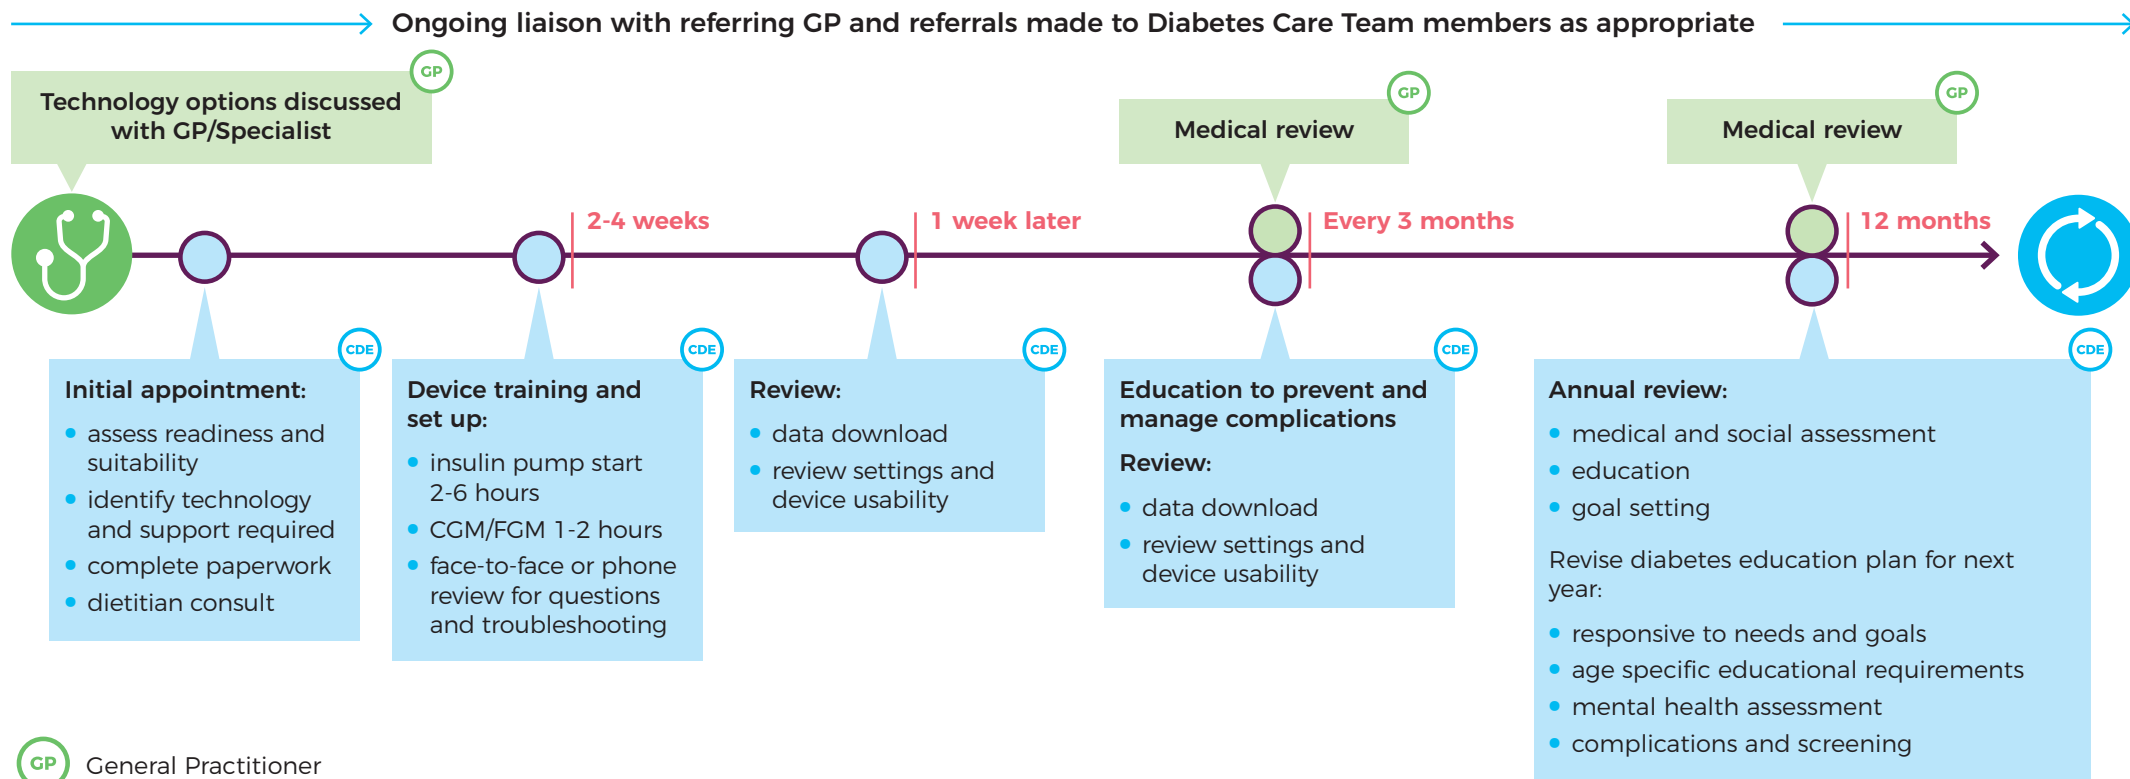 Ongoing liaison with referring GP and referrals made to Diabetes Care Team members as appropriate
GP
Technology options discussed
with GP/Specialist
GP
Medical review
GP
Medical review
2-4 weeks
1 week later
Every 3 months
12 months
CDE
Initial appointment:
• assess readiness and
suitability
• identify technology
and support required
• complete paperwork
• dietitian consult
CDE
Device training and
set up:
• insulin pump start
2-6 hours
• CGM/FGM 1-2 hours
• face-to-face or phone
review for questions
and troubleshooting
CDE
Review:
• data download
• review settings and
device usability
CDE
Education to prevent and
manage complications
Review:
• data download
• review settings and
device usability
CDE
Annual review:
• medical and social assessment
• education
• goal setting
Revise diabetes education plan for next
year:
• responsive to needs and goals
• age specific educational requirements
• mental health assessment
• complications and screening
GP
General Practitioner